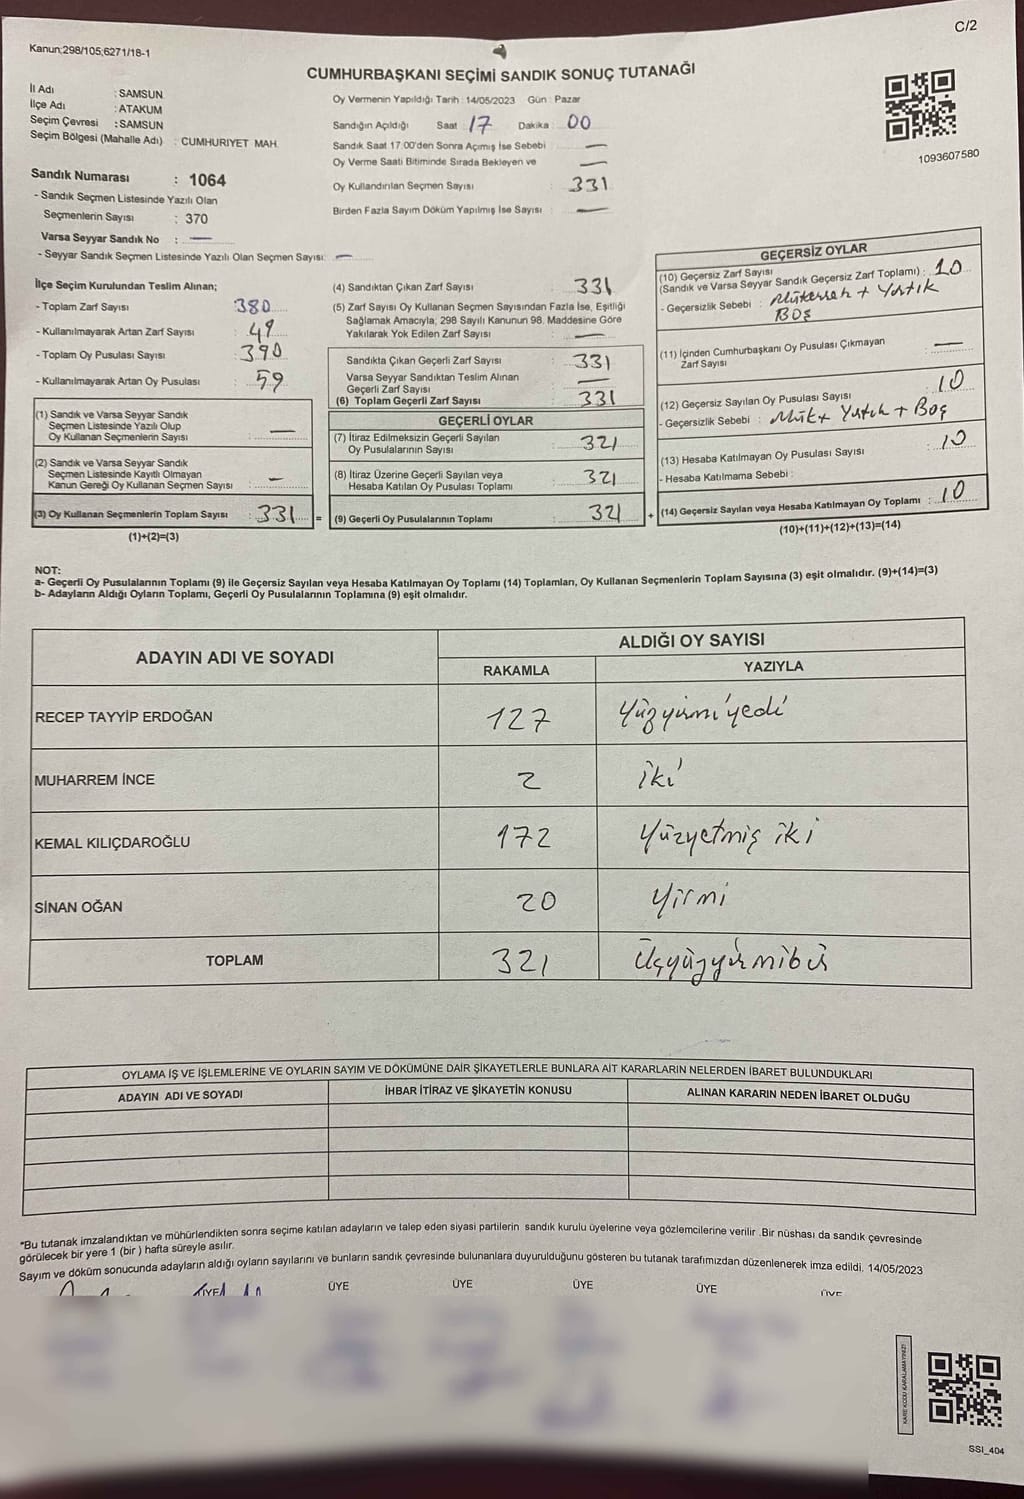 C/2
Kanun;298/105;6271/18-1
CUMHURBAŞKANI SEÇİMİ SANDIK SONUÇ TUTANAĞI
İl Adı : SAMSUN
İlçe Adı : ATAKUM
Seçim Çevresi : SAMSUN
Seçim Bölgesi (Mahalle Adı) : CUMHURIYET MAH.
Sandık Numarası : 1064
- Sandık Seçmen Listesinde Yazılı Olan
Seçmenlerin Sayısı : 370
Varsa Seyyar Sandık No : —
- Seyyar Sandık Seçmen Listesinde Yazılı Olan Seçmen Sayısı: —
Oy Vermenin Yapıldığı Tarih : 14/05/2023 Gün : Pazar
Sandığın Açıldığı Saat : 17 Dakika : 00
Sandık Saat 17:00'den Sonra Açımış İse Sebebi —
Oy Verme Saati Bitiminde Sırada Bekleyen ve —
Oy Kullandırılan Seçmen Sayısı : 331
Birden Fazla Sayım Döküm Yapılmış İse Sayısı : —
1093607580
İlçe Seçim Kurulundan Teslim Alınan;
- Toplam Zarf Sayısı : 380
- Kullanılmayarak Artan Zarf Sayısı : 49
- Toplam Oy Pusulası Sayısı : 390
- Kullanılmayarak Artan Oy Pusulası : 59
(1) Sandık ve Varsa Seyyar Sandık
Seçmen Listesinde Yazılı Olup
Oy Kullanan Seçmenlerin Sayısı : —
(2) Sandık ve Varsa Seyyar Sandık
Seçmen Listesinde Kayıtlı Olmayan
Kanun Gereği Oy Kullanan Seçmen Sayısı : —
(3) Oy Kullanan Seçmenlerin Toplam Sayısı : 331 =
(1)+(2)=(3)
(4) Sandıktan Çıkan Zarf Sayısı : 331
(5) Zarf Sayısı Oy Kullanan Seçmen Sayısından Fazla İse, Eşitliği
Sağlamak Amacıyla; 298 Sayılı Kanunun 98. Maddesine Göre
Yakılarak Yok Edilen Zarf Sayısı : —
Sandıkta Çıkan Geçerli Zarf Sayısı : 331
Varsa Seyyar Sandıktan Teslim Alınan
Geçerli Zarf Sayısı : —
(6) Toplam Geçerli Zarf Sayısı : 331
GEÇERLİ OYLAR
(7) İtiraz Edilmeksizin Geçerli Sayılan
Oy Pusulasının Sayısı : 321
(8) İtiraz Üzerine Geçerli Sayılan veya
Hesaba Katılan Oy Pusulası Toplamı : 321
(9) Geçerli Oy Pusulalarının Toplamı : 321 +
GEÇERSİZ OYLAR
(10) Geçersiz Zarf Sayısı
(Sandık ve Varsa Seyyar Sandık Geçersiz Zarf Toplamı) : 10
- Geçersizlik Sebebi : Mükerreh + Yırtık
BOŞ
(11) İçinden Cumhurbaşkanı Oy Pusulası Çıkmayan
Zarf Sayısı : —
(12) Geçersiz Sayılan Oy Pusulası Sayısı : 10
- Geçersizlik Sebebi : Mük + Yırtık + Boş
(13) Hesaba Katılmayan Oy Pusulası Sayısı : 10
- Hesaba Katılmama Sebebi :
(14) Geçersiz Sayılan veya Hesaba Katılmayan Oy Toplamı : 10
(10)+(11)+(12)+(13)=(14)
NOT:
a- Geçerli Oy Pusulalarının Toplamı (9) ile Geçersiz Sayılan veya Hesaba Katılmayan Oy Toplamı (14) Toplamları, Oy Kullanan Seçmenlerin Toplam Sayısına (3) eşit olmalıdır. (9)+(14)=(3)
b- Adayların Aldığı Oyların Toplamı, Geçerli Oy Pusulalarının Toplamına (9) eşit olmalıdır.
ADAYIN ADI VE SOYADI ALDIĞI OY SAYISI
RAKAMLA YAZIYLA
RECEP TAYYİP ERDOĞAN 127 Yüzyirmi yedi
MUHARREM İNCE 2 iki
KEMAL KILIÇDAROĞLU 172 Yüzyetmiş iki
SİNAN OĞAN 20 Yirmi
TOPLAM 321 Üçyüzyirmibir
OYLAMA İŞ VE İŞLEMLERİNE VE OYLARIN SAYIM VE DÖKÜMÜNE DAİR ŞİKAYETLERLE BUNLARA AİT KARARLARIN NELERDEN İBARET BULUNDUKLARI
ADAYIN ADI VE SOYADI İHBAR İTİRAZ VE ŞİKAYETİN KONUSU ALINAN KARARIN NEDEN İBARET OLDUĞU
*Bu tutanak imzalandıktan ve mühürlendikten sonra seçime katılan adayların ve talep eden siyasi partilerin sandık kurulu üyelerine veya gözlemcilerine verilir .Bir nüshası da sandık çevresinde
görülecek bir yere 1 (bir ) hafta süreyle asılır.
Sayım ve döküm sonucunda adayların aldığı oyların sayılarını ve bunların sandık çevresinde bulunanlara duyurulduğunu gösteren bu tutanak tarafımızdan düzenlenerek imza edildi. 14/05/2023
ÜYE ÜYE ÜYE ÜYE ÜYE
KARE KODU KARALAMAYINIZ!
SSI_404